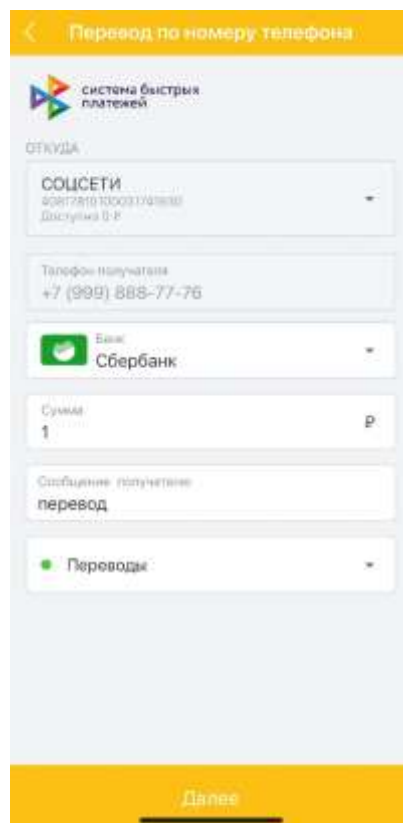 Перевод по номеру телефона
система быстрых
платежей
ОТКУДА
СОЦСЕТИ
Доступно 0 ₽
Телефон получателя
+7 (999) 888-77-76
Банк
Сбербанк
Сумма
1 ₽
Сообщение получателю
перевод
Переводы
Далее